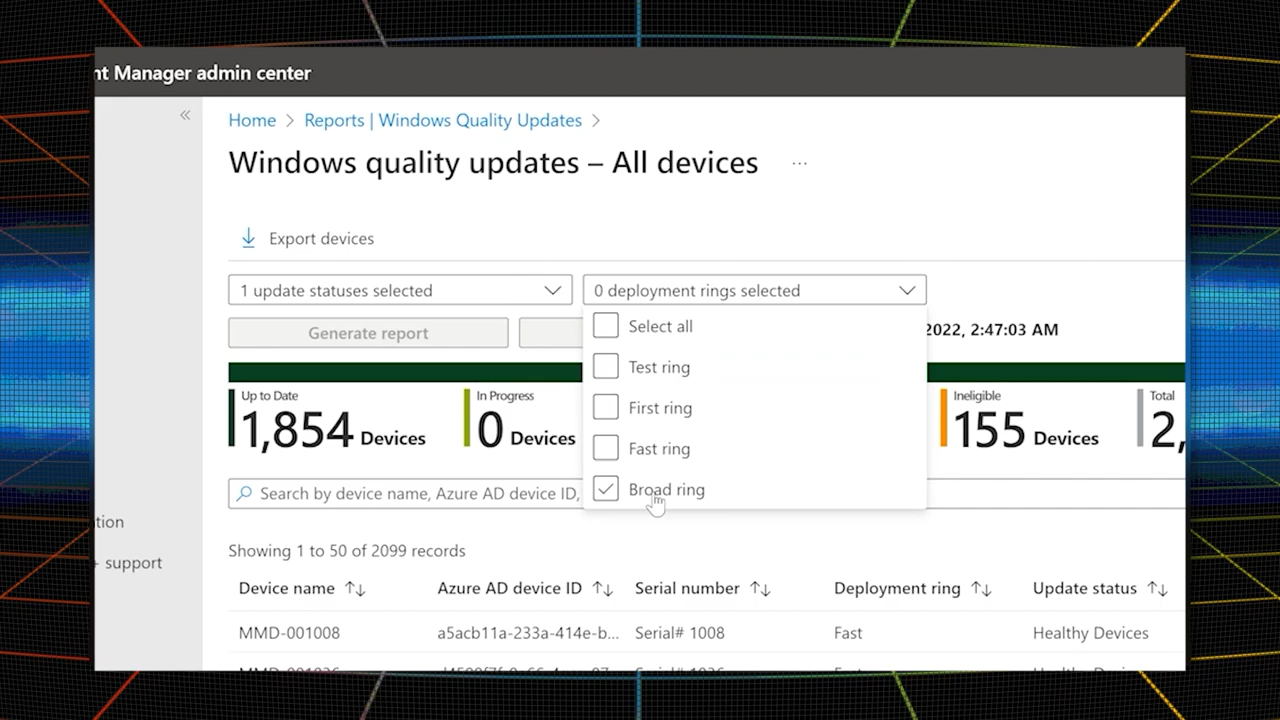 nt Manager admin center
«
Home > Reports | Windows Quality Updates >
Windows quality updates – All devices ...
Export devices
1 update statuses selected
0 deployment rings selected
Select all
Test ring
First ring
Fast ring
Broad ring
Generate report
2022, 2:47:03 AM
Up to Date
1,854 Devices
In Progress
0 Devices
Ineligible
155 Devices
Total
2,
Search by device name, Azure AD device ID,
tion
+ support
Showing 1 to 50 of 2099 records
Device name ↑↓ Azure AD device ID ↑↓ Serial number ↑↓ Deployment ring ↑↓ Update status ↑↓
MMD-001008 a5acb11a-233a-414e-b... Serial# 1008 Fast Healthy Devices